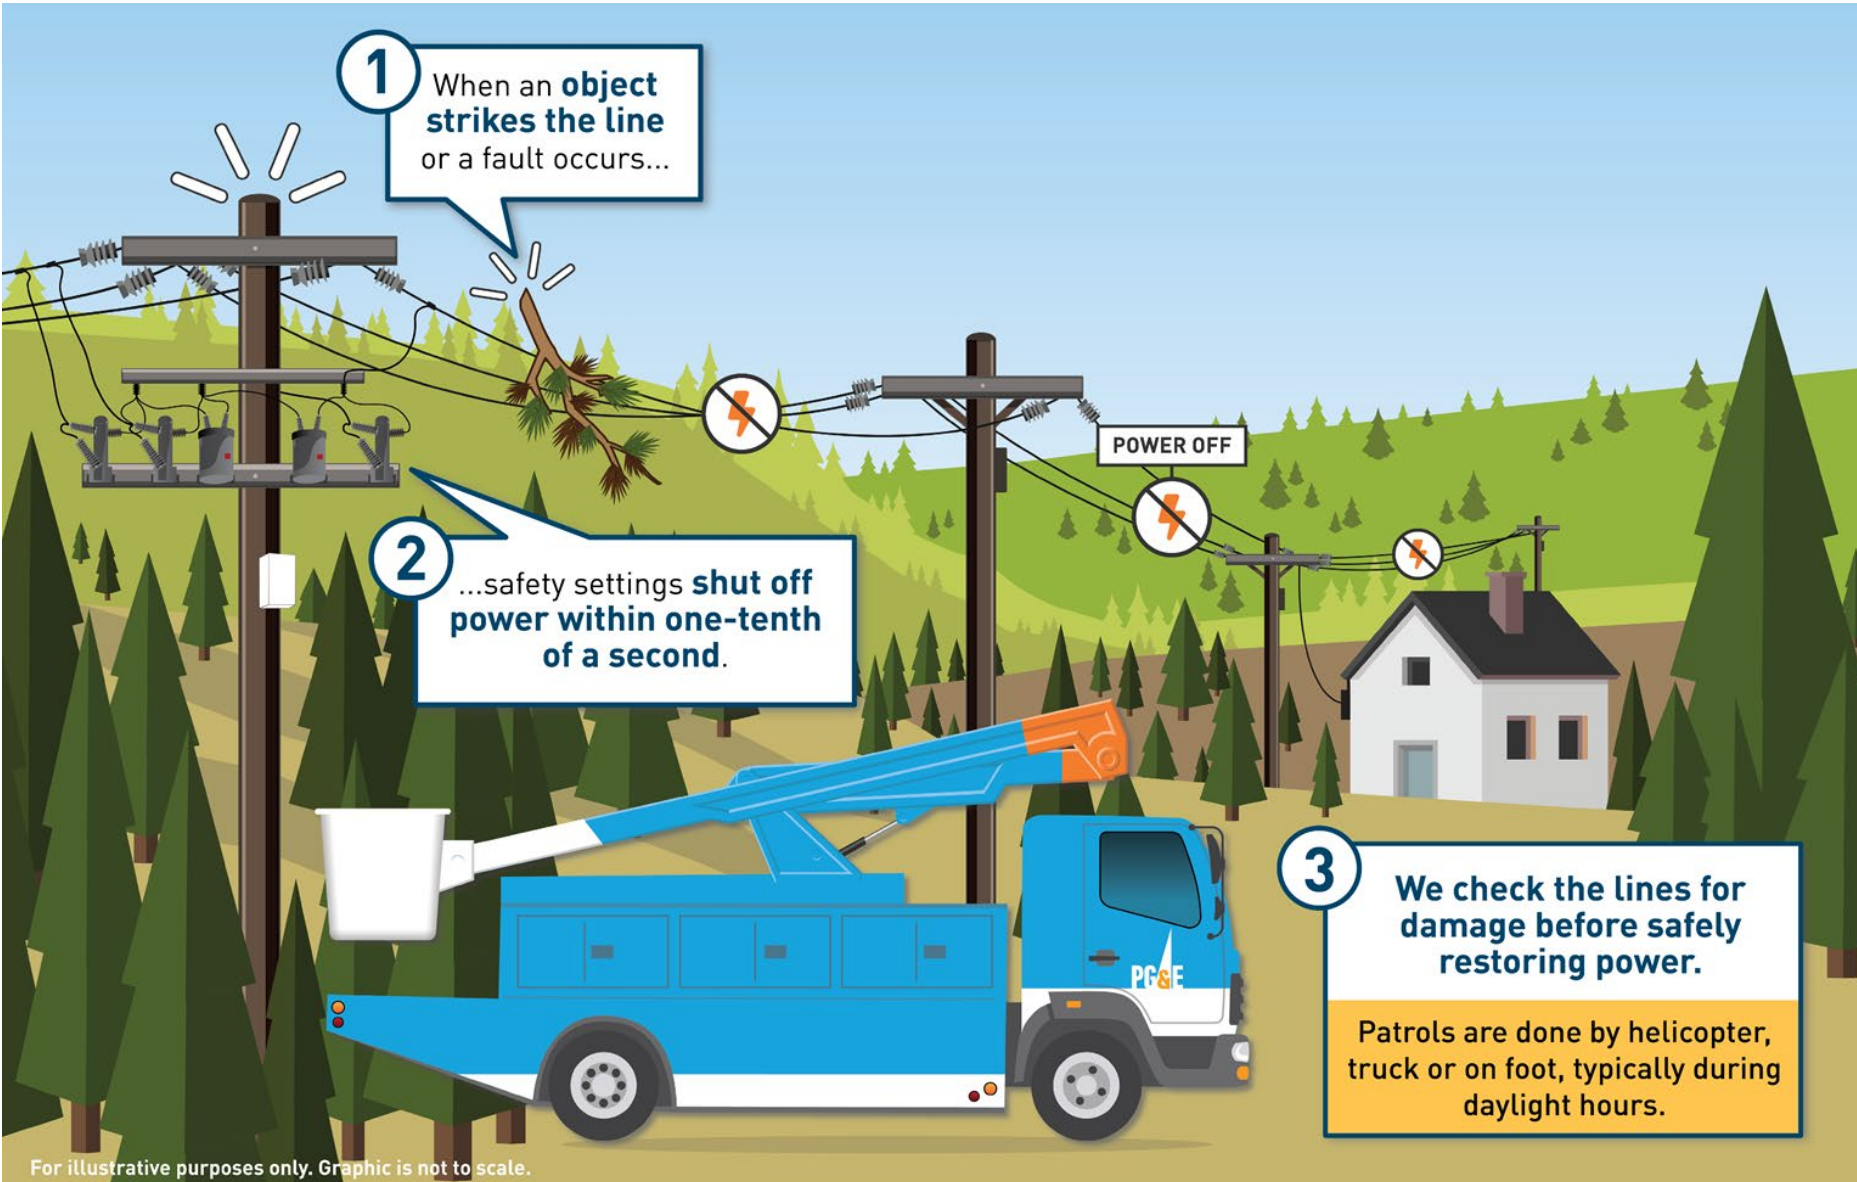 1
When an object
strikes the line
or a fault occurs...
POWER OFF
2
...safety settings shut off
power within one-tenth
of a second.
PG&E
3
We check the lines for
damage before safely
restoring power.
Patrols are done by helicopter,
truck or on foot, typically during
daylight hours.
For illustrative purposes only. Graphic is not to scale.